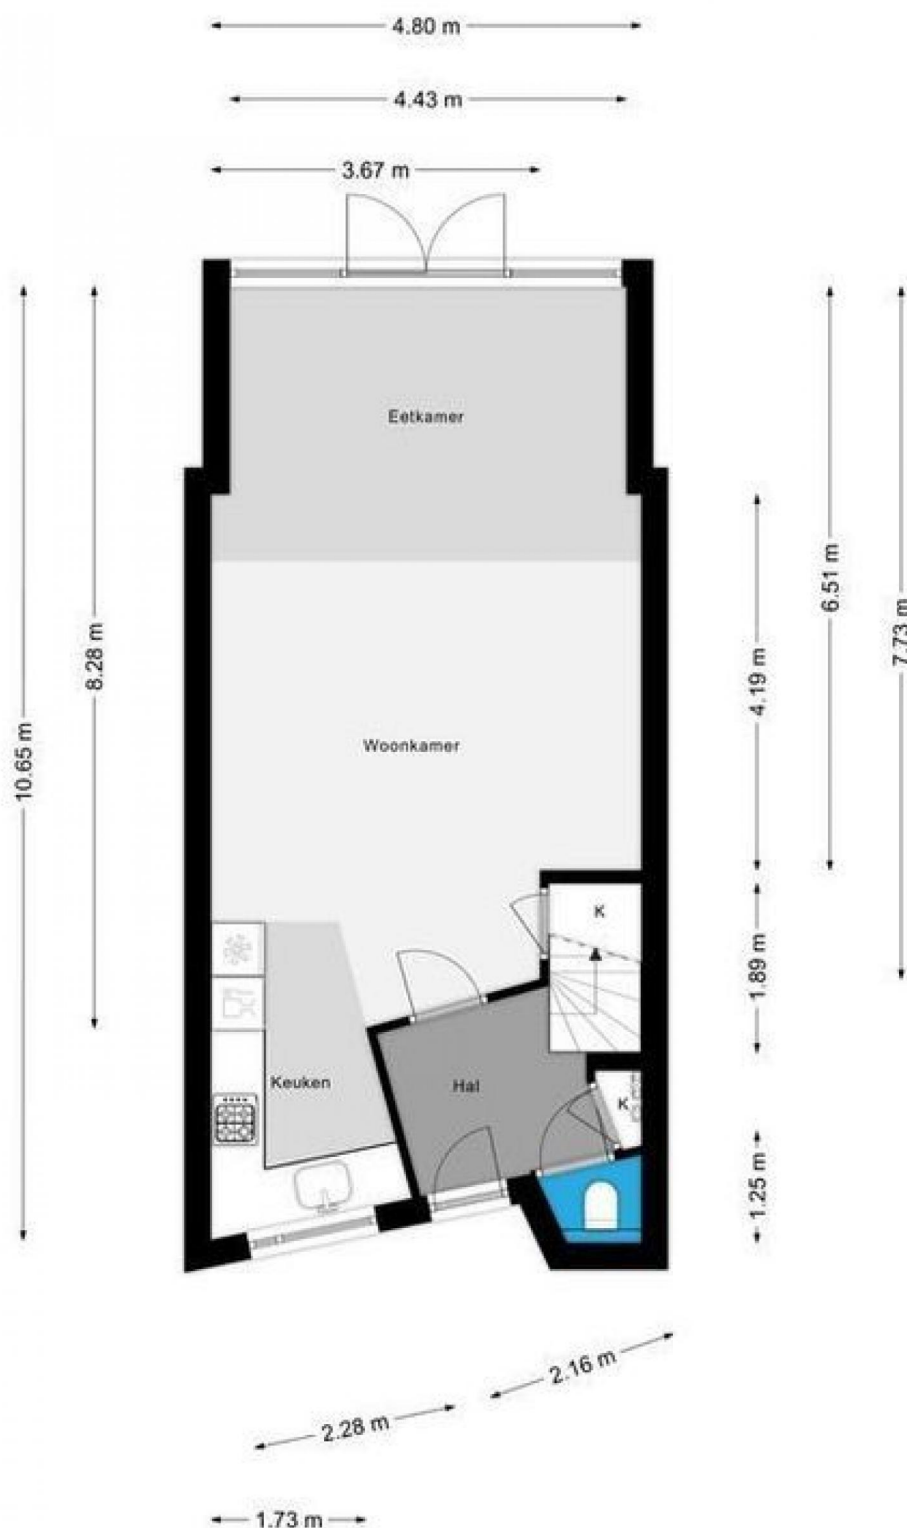 4.80 m
4.43 m
3.67 m
Eetkamer
6.51 m
7.73 m
8.28 m
4.19 m
10.65 m
Woonkamer
K
1.89 m
Keuken
Hal
K
1.25 m
2.16 m
2.28 m
1.73 m